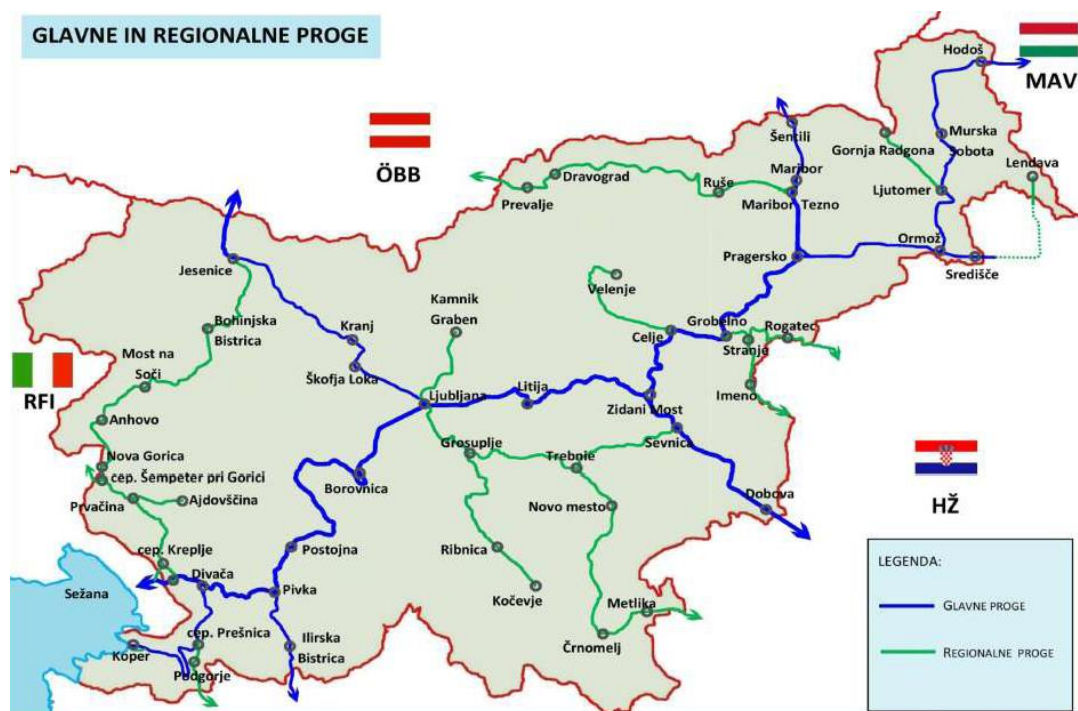 GLAVNE IN REGIONALNE PROGE
MAV
Hodoš
ÖBB
Šentilj
Gornja Radgona
Murska
Sobota
Lendava
Dravograd
Prevalje
Ruše
Maribor
Maribor Tezno
Ljutomer
Ormož
Središče
Pragersko
Jesenice
Velenje
Kamnik
Graben
Bohinjska
Bistrica
Kranj
Celje
Grobelno
Rogatec
Stranje
Most na
Soči
RFI
Škofja Loka
Ljubljana
Litija
Zidani Most
Imeno
Anhovo
Sevnica
Grosuplje
Trebnje
Nova Gorica
cep. Šempeter pri Gorici
Ajdovščina
Prvačina
Borovnica
Novo mesto
Dobova
HŽ
Postojna
Ribnica
cep. Kreplje
Divača
Sežana
Pivka
Kočevje
Metlika
Črnomelj
cep. Prešnica
Koper
Podgorje
Ilirska
Bistrica
LEGENDA:
GLAVNE PROGE
REGIONALNE PROGE